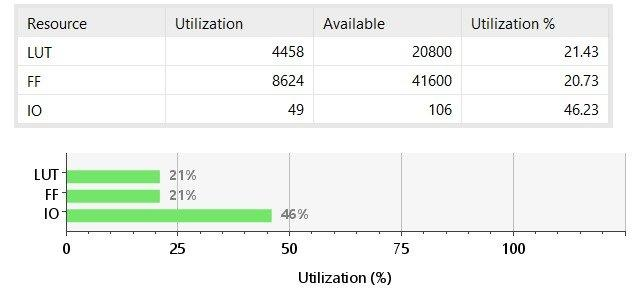 Resource Utilization Available Utilization %
LUT 4458 20800 21.43
FF 8624 41600 20.73
IO 49 106 46.23
LUT 21%
FF 21%
IO 46%
0 25 50 75 100
Utilization (%)